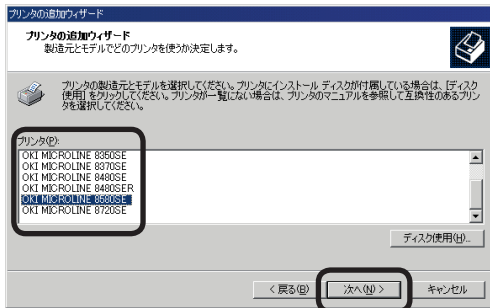 プリンタの追加ウィザード
プリンタの追加ウィザード
製造元とモデルでどのプリンタを使うか決定します。
プリンタの製造元とモデルを選択してください。プリンタにインストール ディスクが付属している場合は、[ディスク
使用] をクリックしてください。プリンタが一覧にない場合は、プリンタのマニュアルを参照して互換性のあるプリン
タを選択してください。
プリンタ(P):
OKI MICROLINE 8350SE
OKI MICROLINE 8370SE
OKI MICROLINE 8480SE
OKI MICROLINE 8480SER
OKI MICROLINE 8580SE
OKI MICROLINE 8720SE
ディスク使用(H)...
< 戻る(B)
次へ(N) >
キャンセル